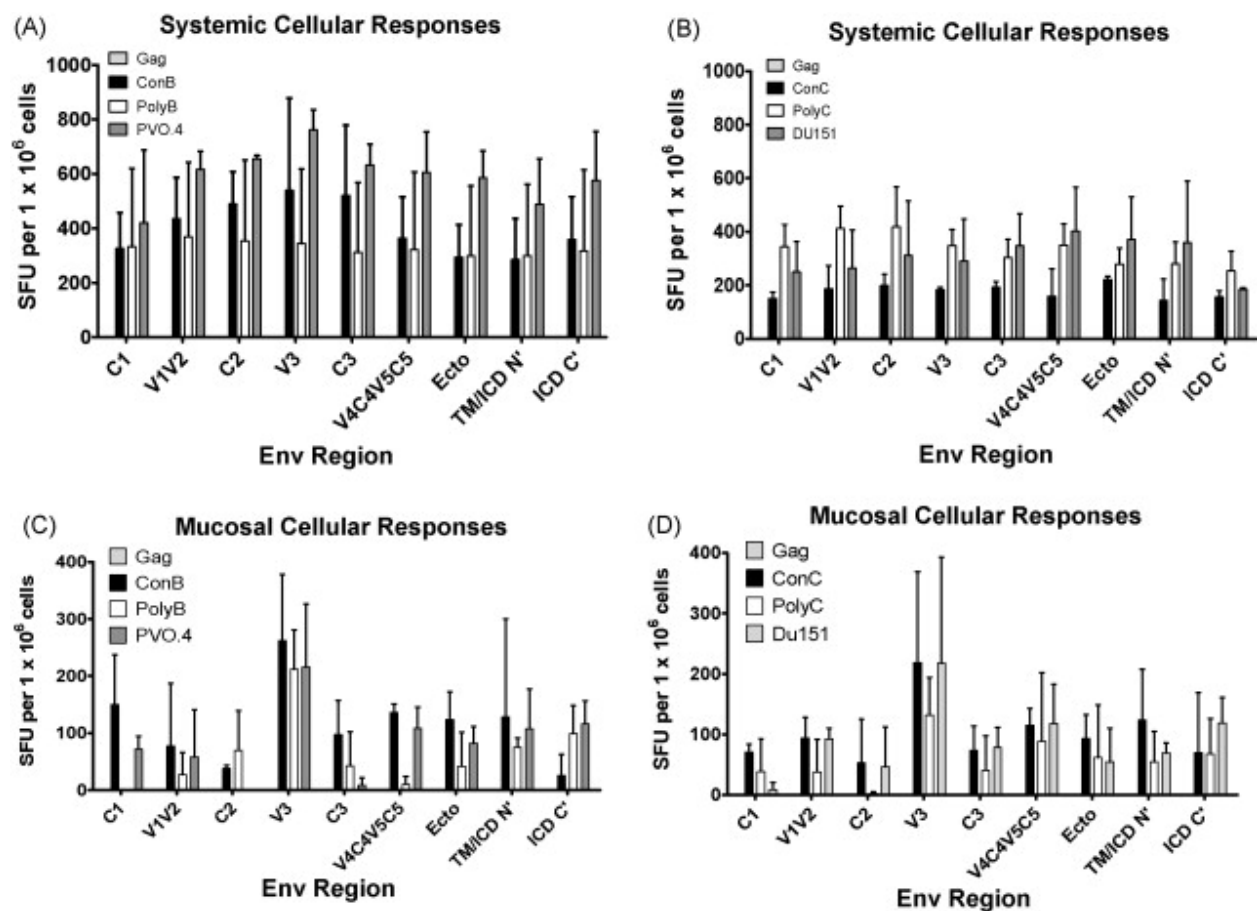 (A)
Systemic Cellular Responses
Gag
ConB
PolyB
PVO.4
1000
800
600
400
200
0
SFU per 1 x 10⁶ cells
C1
V1V2
C2
V3
C3
V4C4V5C5
Ecto
TM/ICD N'
ICD C'
Env Region
(B)
Systemic Cellular Responses
Gag
ConC
PolyC
DU151
1000
800
600
400
200
0
SFU per 1 x 10⁶ cells
C1
V1V2
C2
V3
C3
V4C4V5C5
Ecto
TM/ICD N'
ICD C'
Env Region
(C)
Mucosal Cellular Responses
Gag
ConB
PolyB
PVO.4
400
300
200
100
0
SFU per 1 x 10⁶ cells
C1
V1V2
C2
V3
C3
V4C4V5C5
Ecto
TM/ICD N'
ICD C'
Env Region
(D)
Mucosal Cellular Responses
Gag
ConC
PolyC
Du151
400
300
200
100
0
SFU per 1 x 10⁶ cells
C1
V1V2
C2
V3
C3
V4C4V5C5
Ecto
TM/ICD N'
ICD C'
Env Region